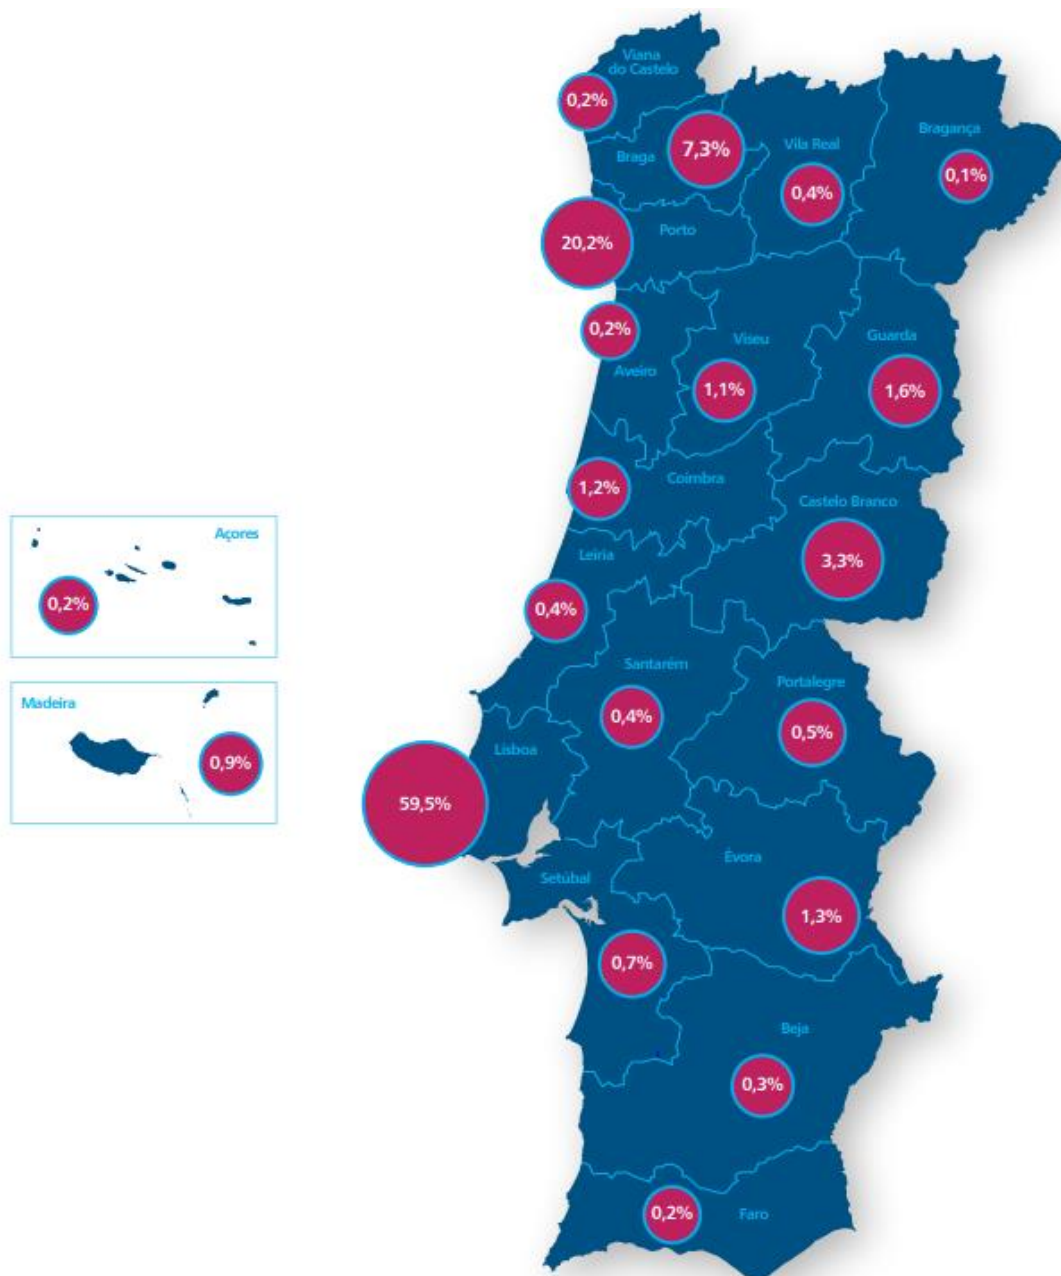 Viana
do Castelo
0,2%
Braga
7,3%
Vila Real
0,4%
Bragança
0,1%
Porto
20,2%
Aveiro
0,2%
Viseu
1,1%
Guarda
1,6%
Coimbra
1,2%
Castelo Branco
3,3%
Leiria
0,4%
Açores
0,2%
Madeira
0,9%
Santarém
0,4%
Portalegre
0,5%
Lisboa
59,5%
Évora
1,3%
Setúbal
0,7%
Beja
0,3%
Faro
0,2%